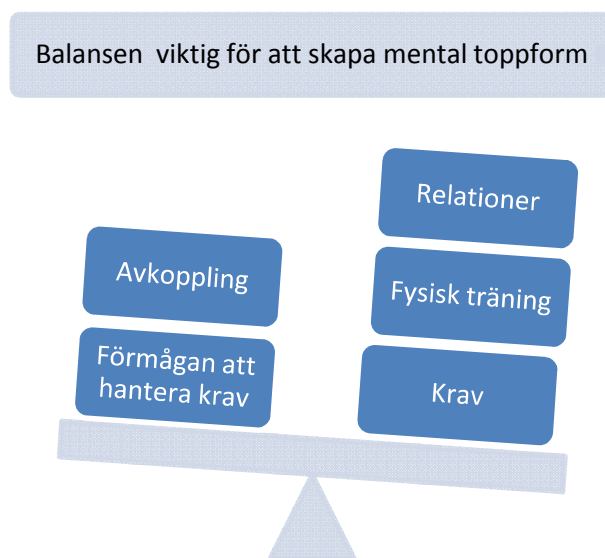 Balansen viktig för att skapa mental toppform
Relationer
Avkoppling
Fysisk träning
Förmågan att
hantera krav
Krav